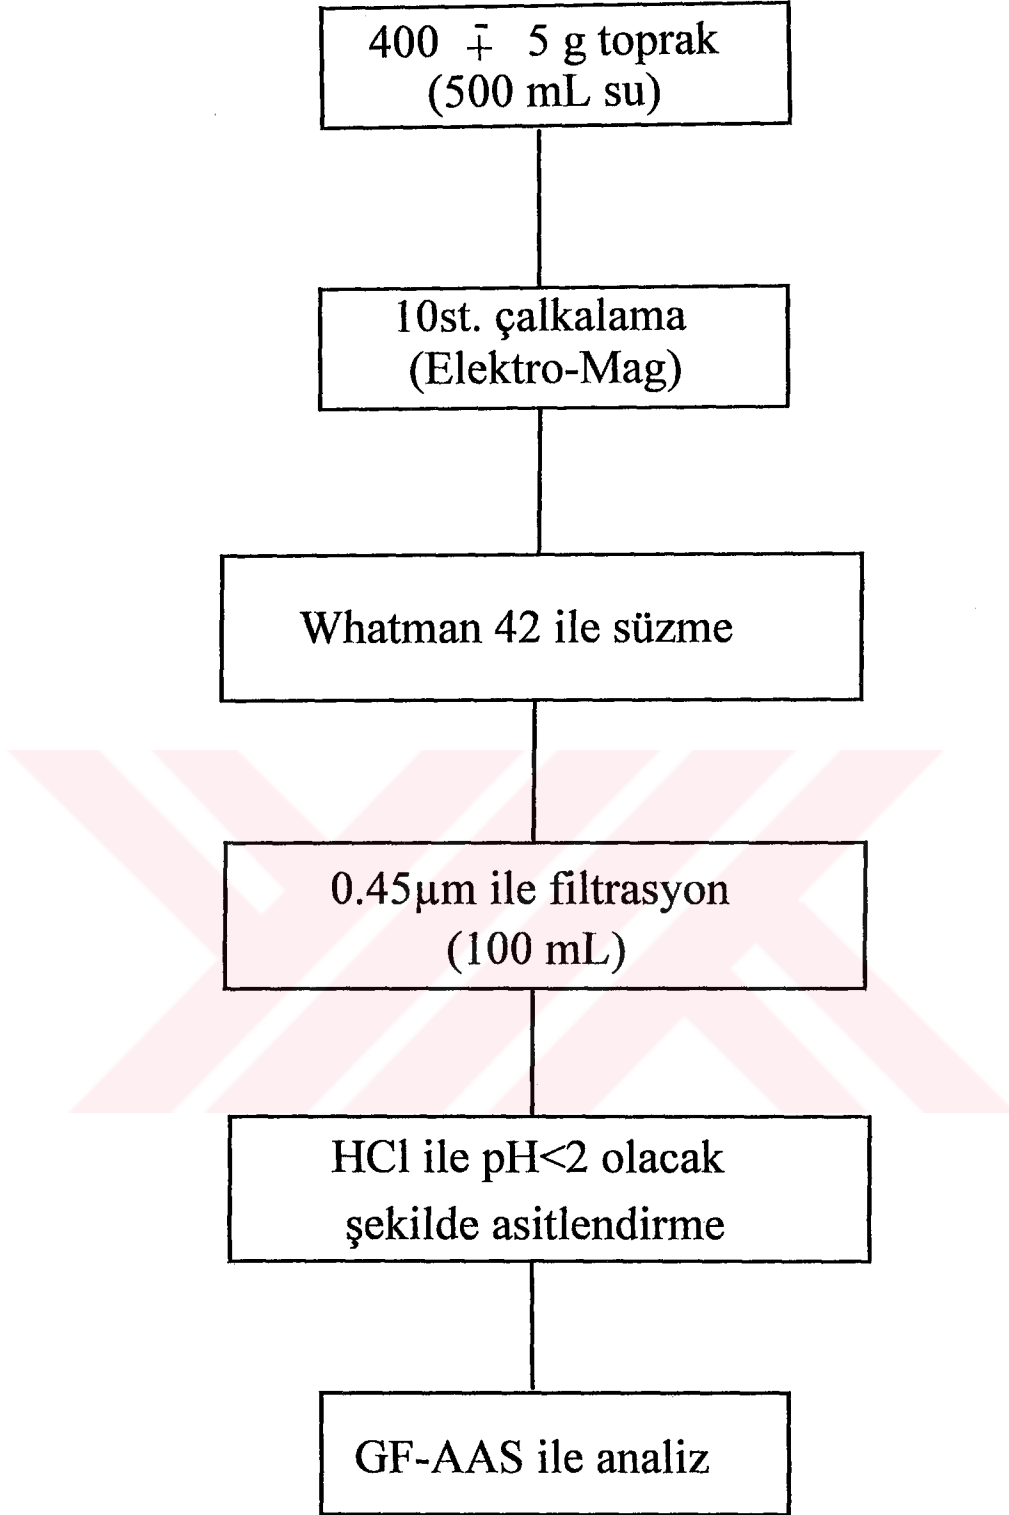 400 ∓ 5 g toprak
(500 mL su)
10st. çalkalama
(Elektro-Mag)
Whatman 42 ile süzme
0.45µm ile filtrasyon
(100 mL)
HCl ile pH<2 olacak
şekilde asitlendirme
GF-AAS ile analiz